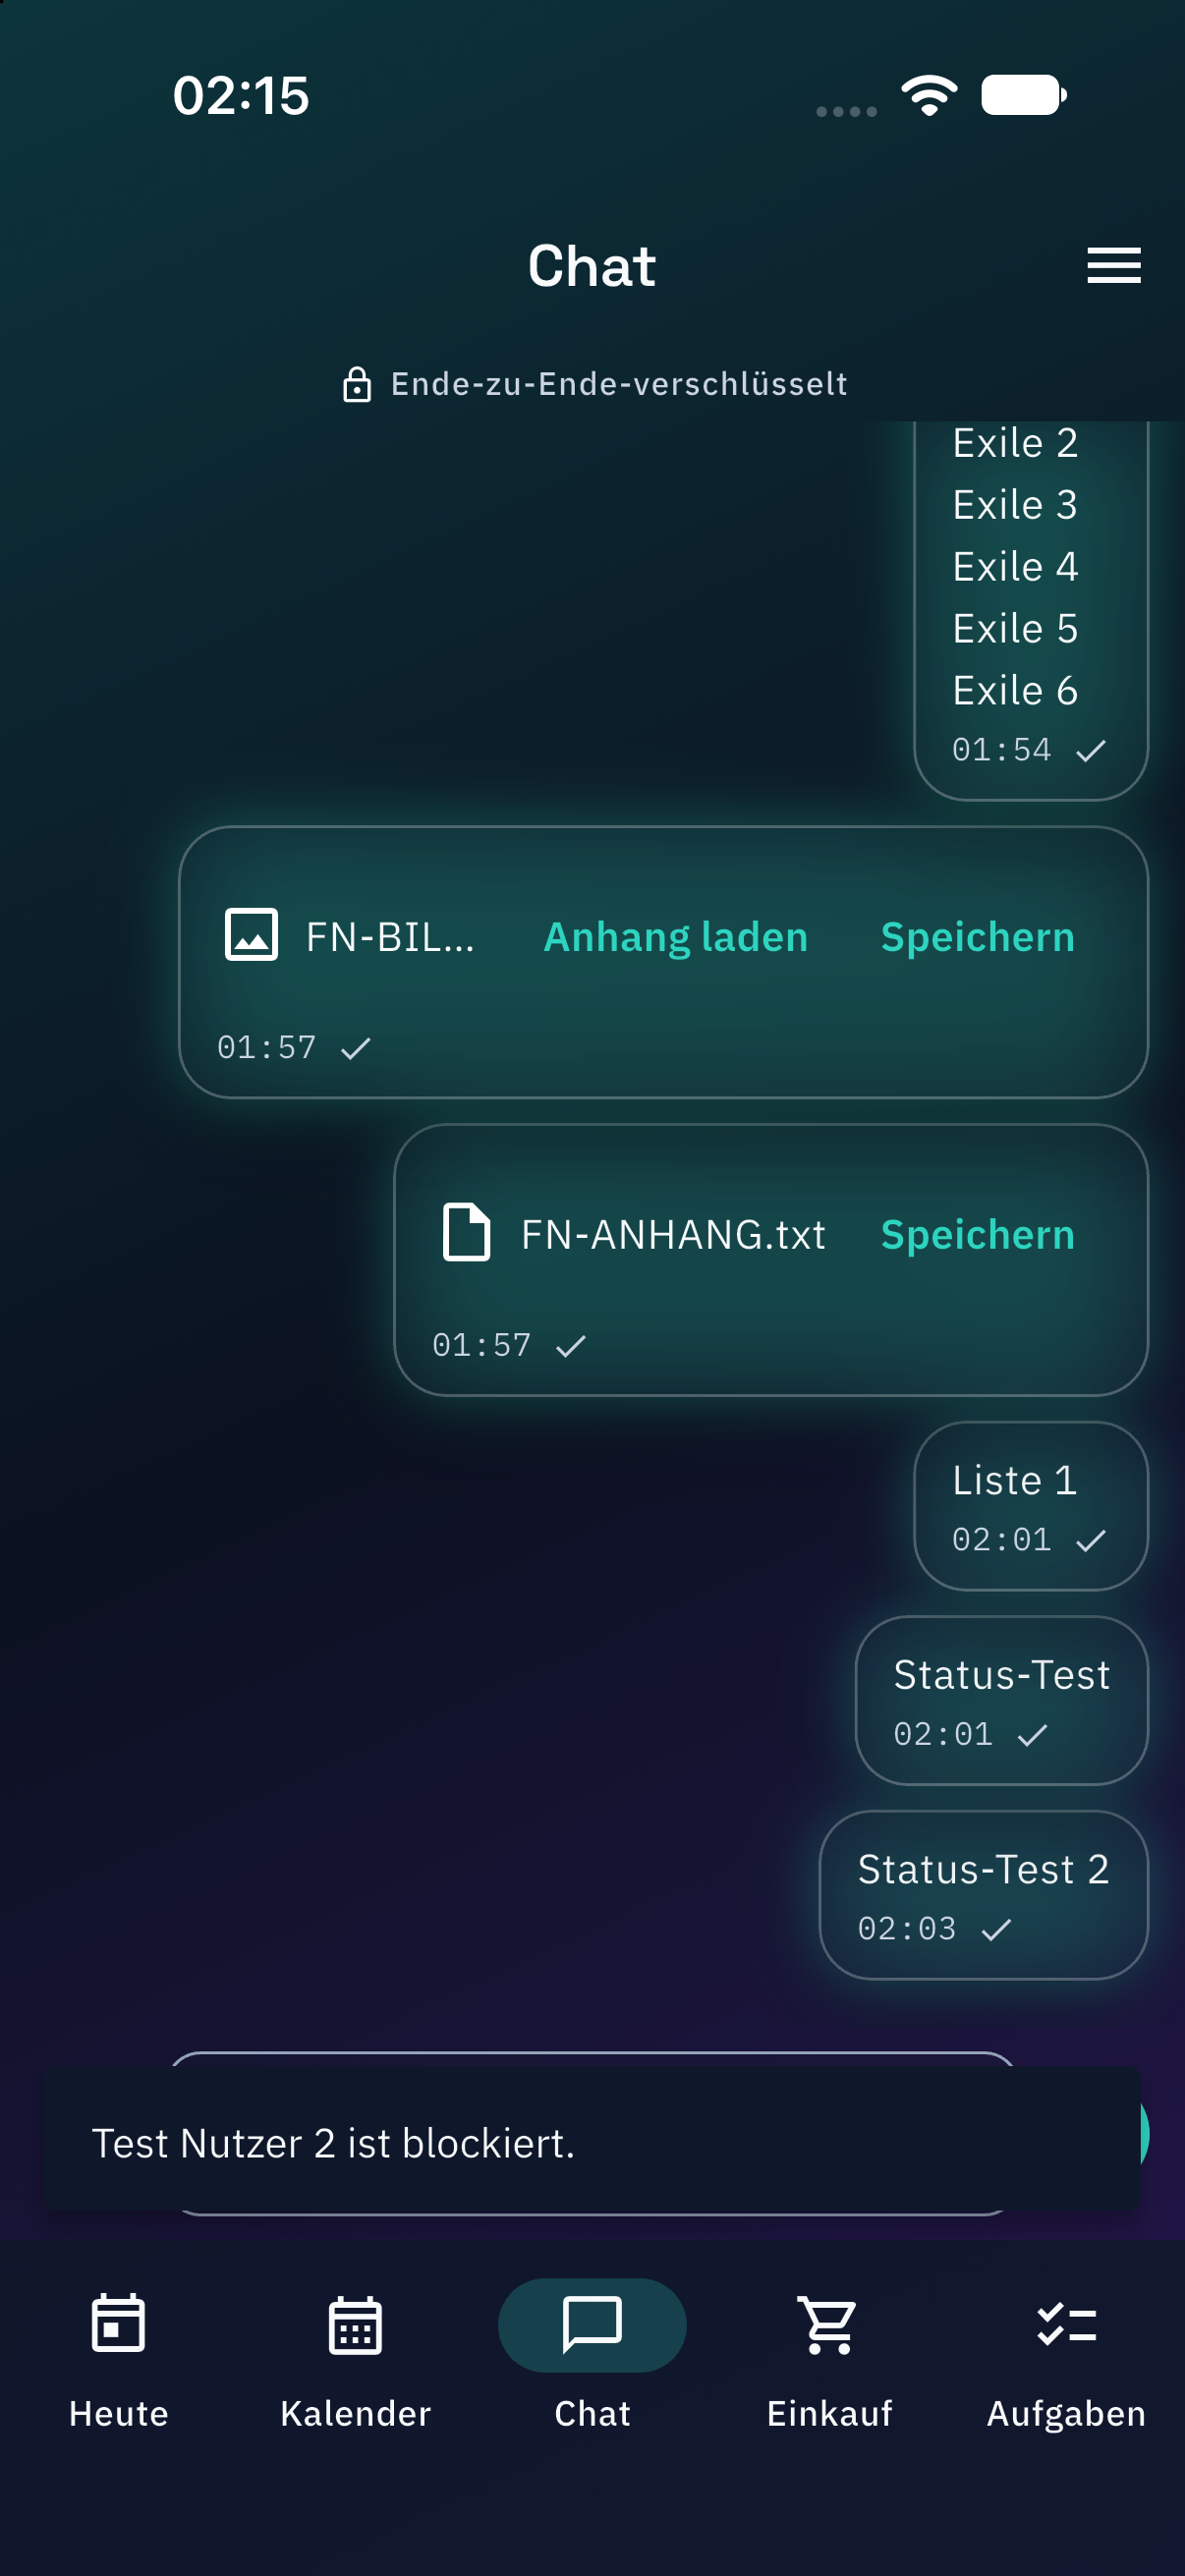 02:15
Chat
Ende-zu-Ende-verschlüsselt
Exile 2
Exile 3
Exile 4
Exile 5
Exile 6
01:54
FN-BIL... Anhang laden Speichern
01:57
FN-ANHANG.txt Speichern
01:57
Liste 1
02:01
Status-Test
02:01
Status-Test 2
02:03
Test Nutzer 2 ist blockiert.
Heute Kalender Chat Einkauf Aufgaben